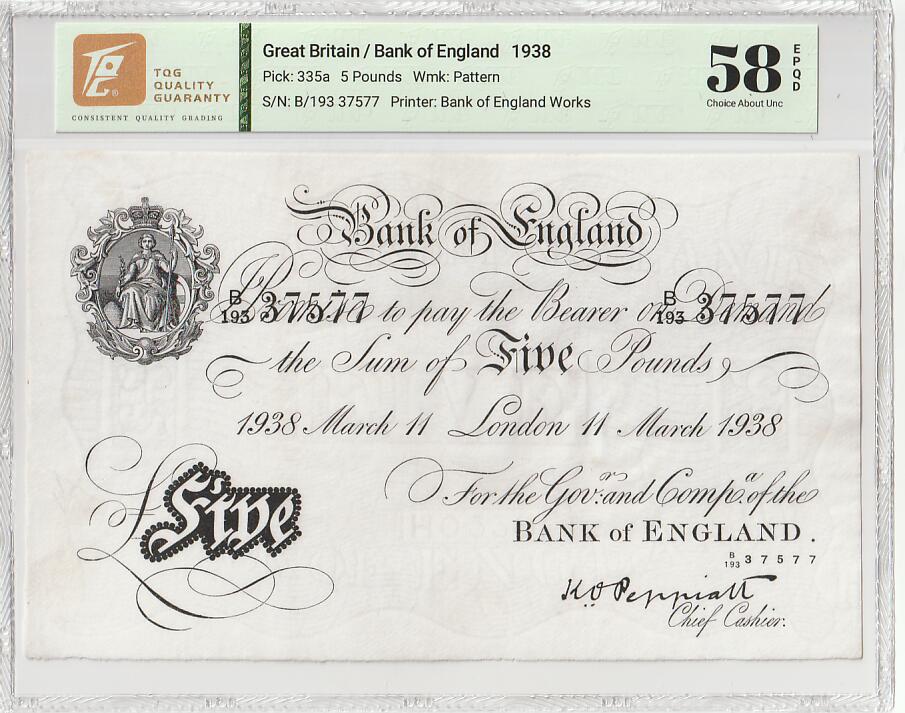 TQG
QUALITY
GUARANTY
CONSISTENT QUALITY GRADING
Great Britain / Bank of England 1938
Pick: 335a 5 Pounds Wmk: Pattern
S/N: B/193 37577 Printer: Bank of England Works
58
EPQD
Choice About Unc
Bank of England
B/193 37577 Promise to pay the Bearer on Demand B/193 37577
the Sum of Five Pounds
1938 March 11 London 11 March 1938
£ Five
For the Govr. and Compa. of the
BANK of ENGLAND.
B/193 37577
K.O. Peppiatt
Chief Cashier.